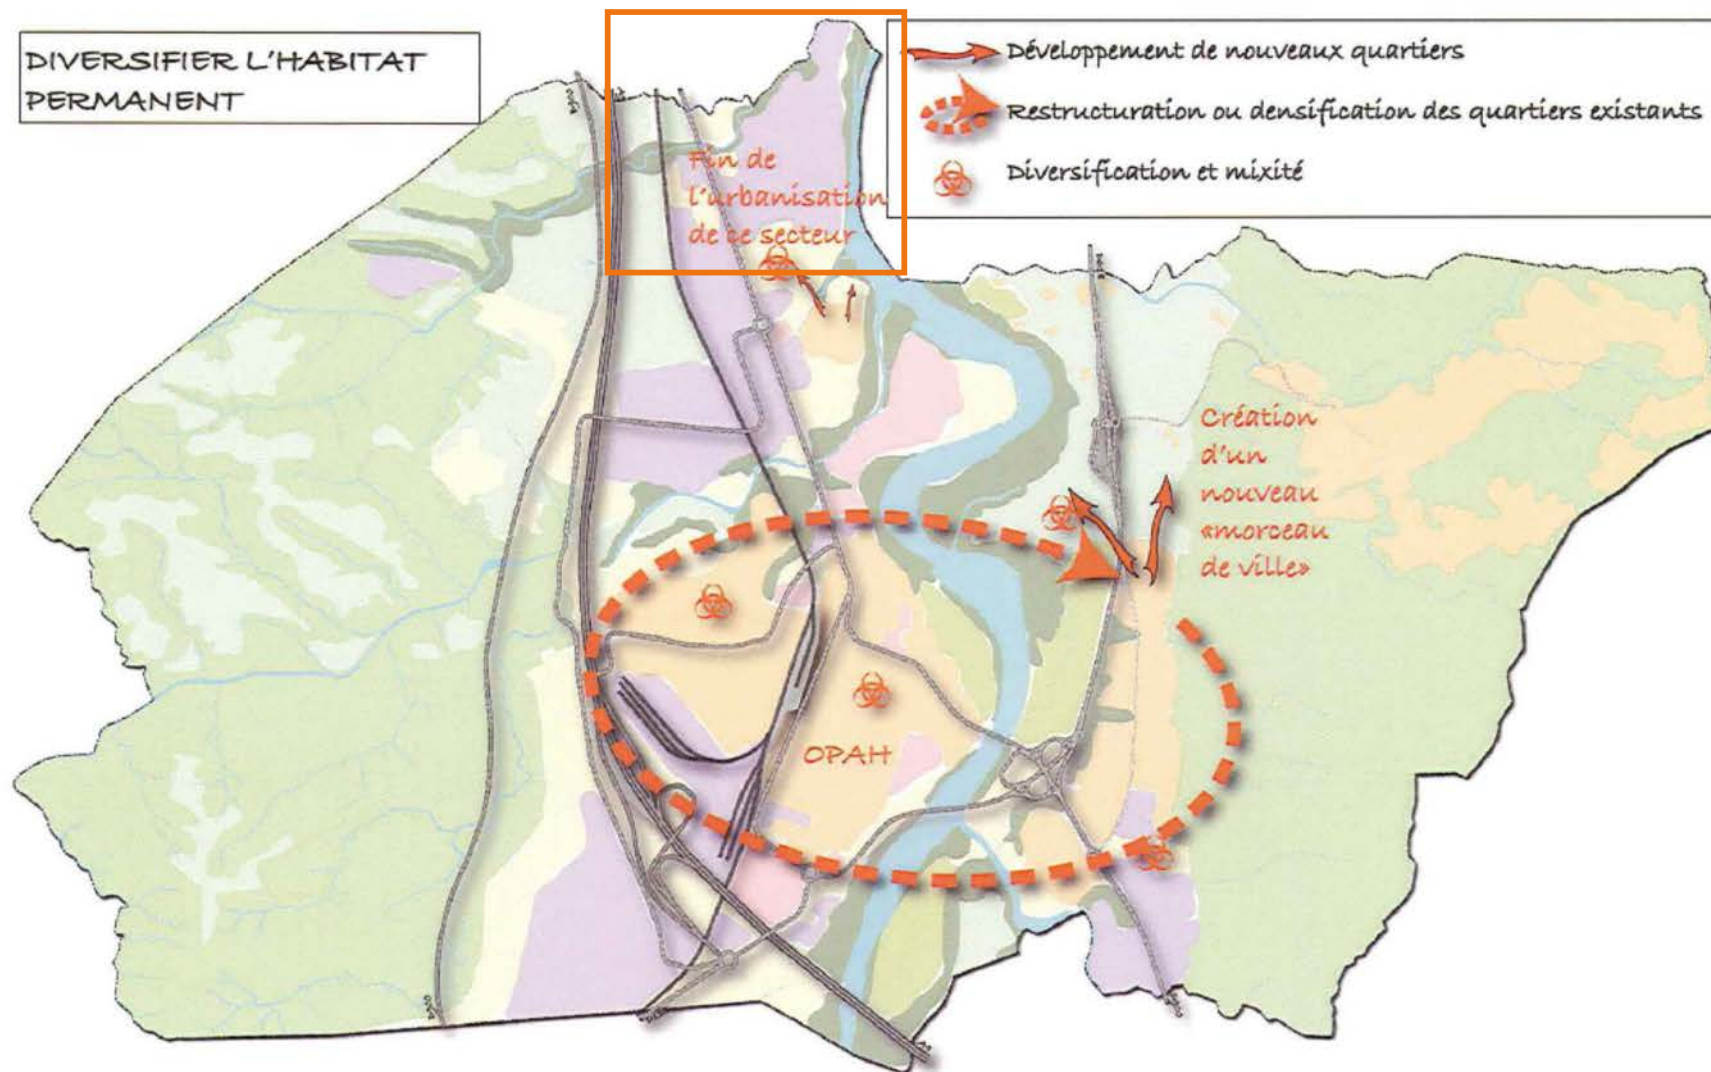 DIVERSIFIER L'HABITAT
PERMANENT
Développement de nouveaux quartiers
Restructuration ou densification des quartiers existants
Diversification et mixité
Fin de
l'urbanisation
de ce secteur
Création
d'un
nouveau
«morceau
de ville»
OPAH